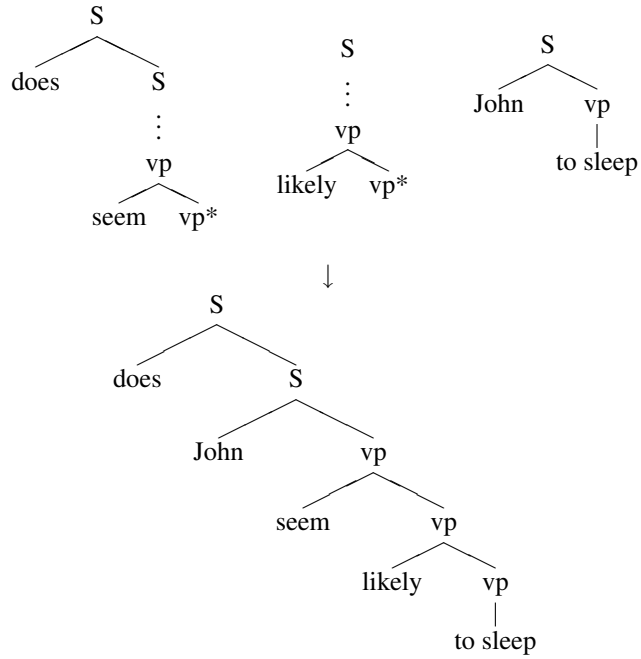 S
S
S
does
S
John
vp
⋮
⋮
vp
vp
to sleep
likely
vp*
seem
vp*
↓
S
does
S
John
vp
seem
vp
likely
vp
to sleep